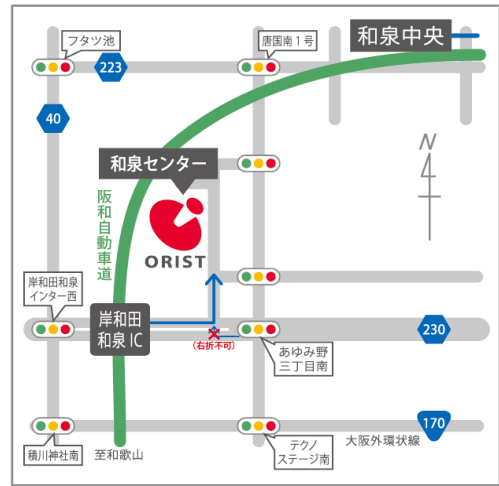 フタツ池
唐国南1号
和泉中央
223
40
N
和泉センター
阪和自動車道
ORIST
岸和田和泉
インター西
岸和田
和泉IC
(右折不可)
あゆみ野
三丁目南
230
積川神社南
至和歌山
テクノ
ステージ南
大阪外環状線
170